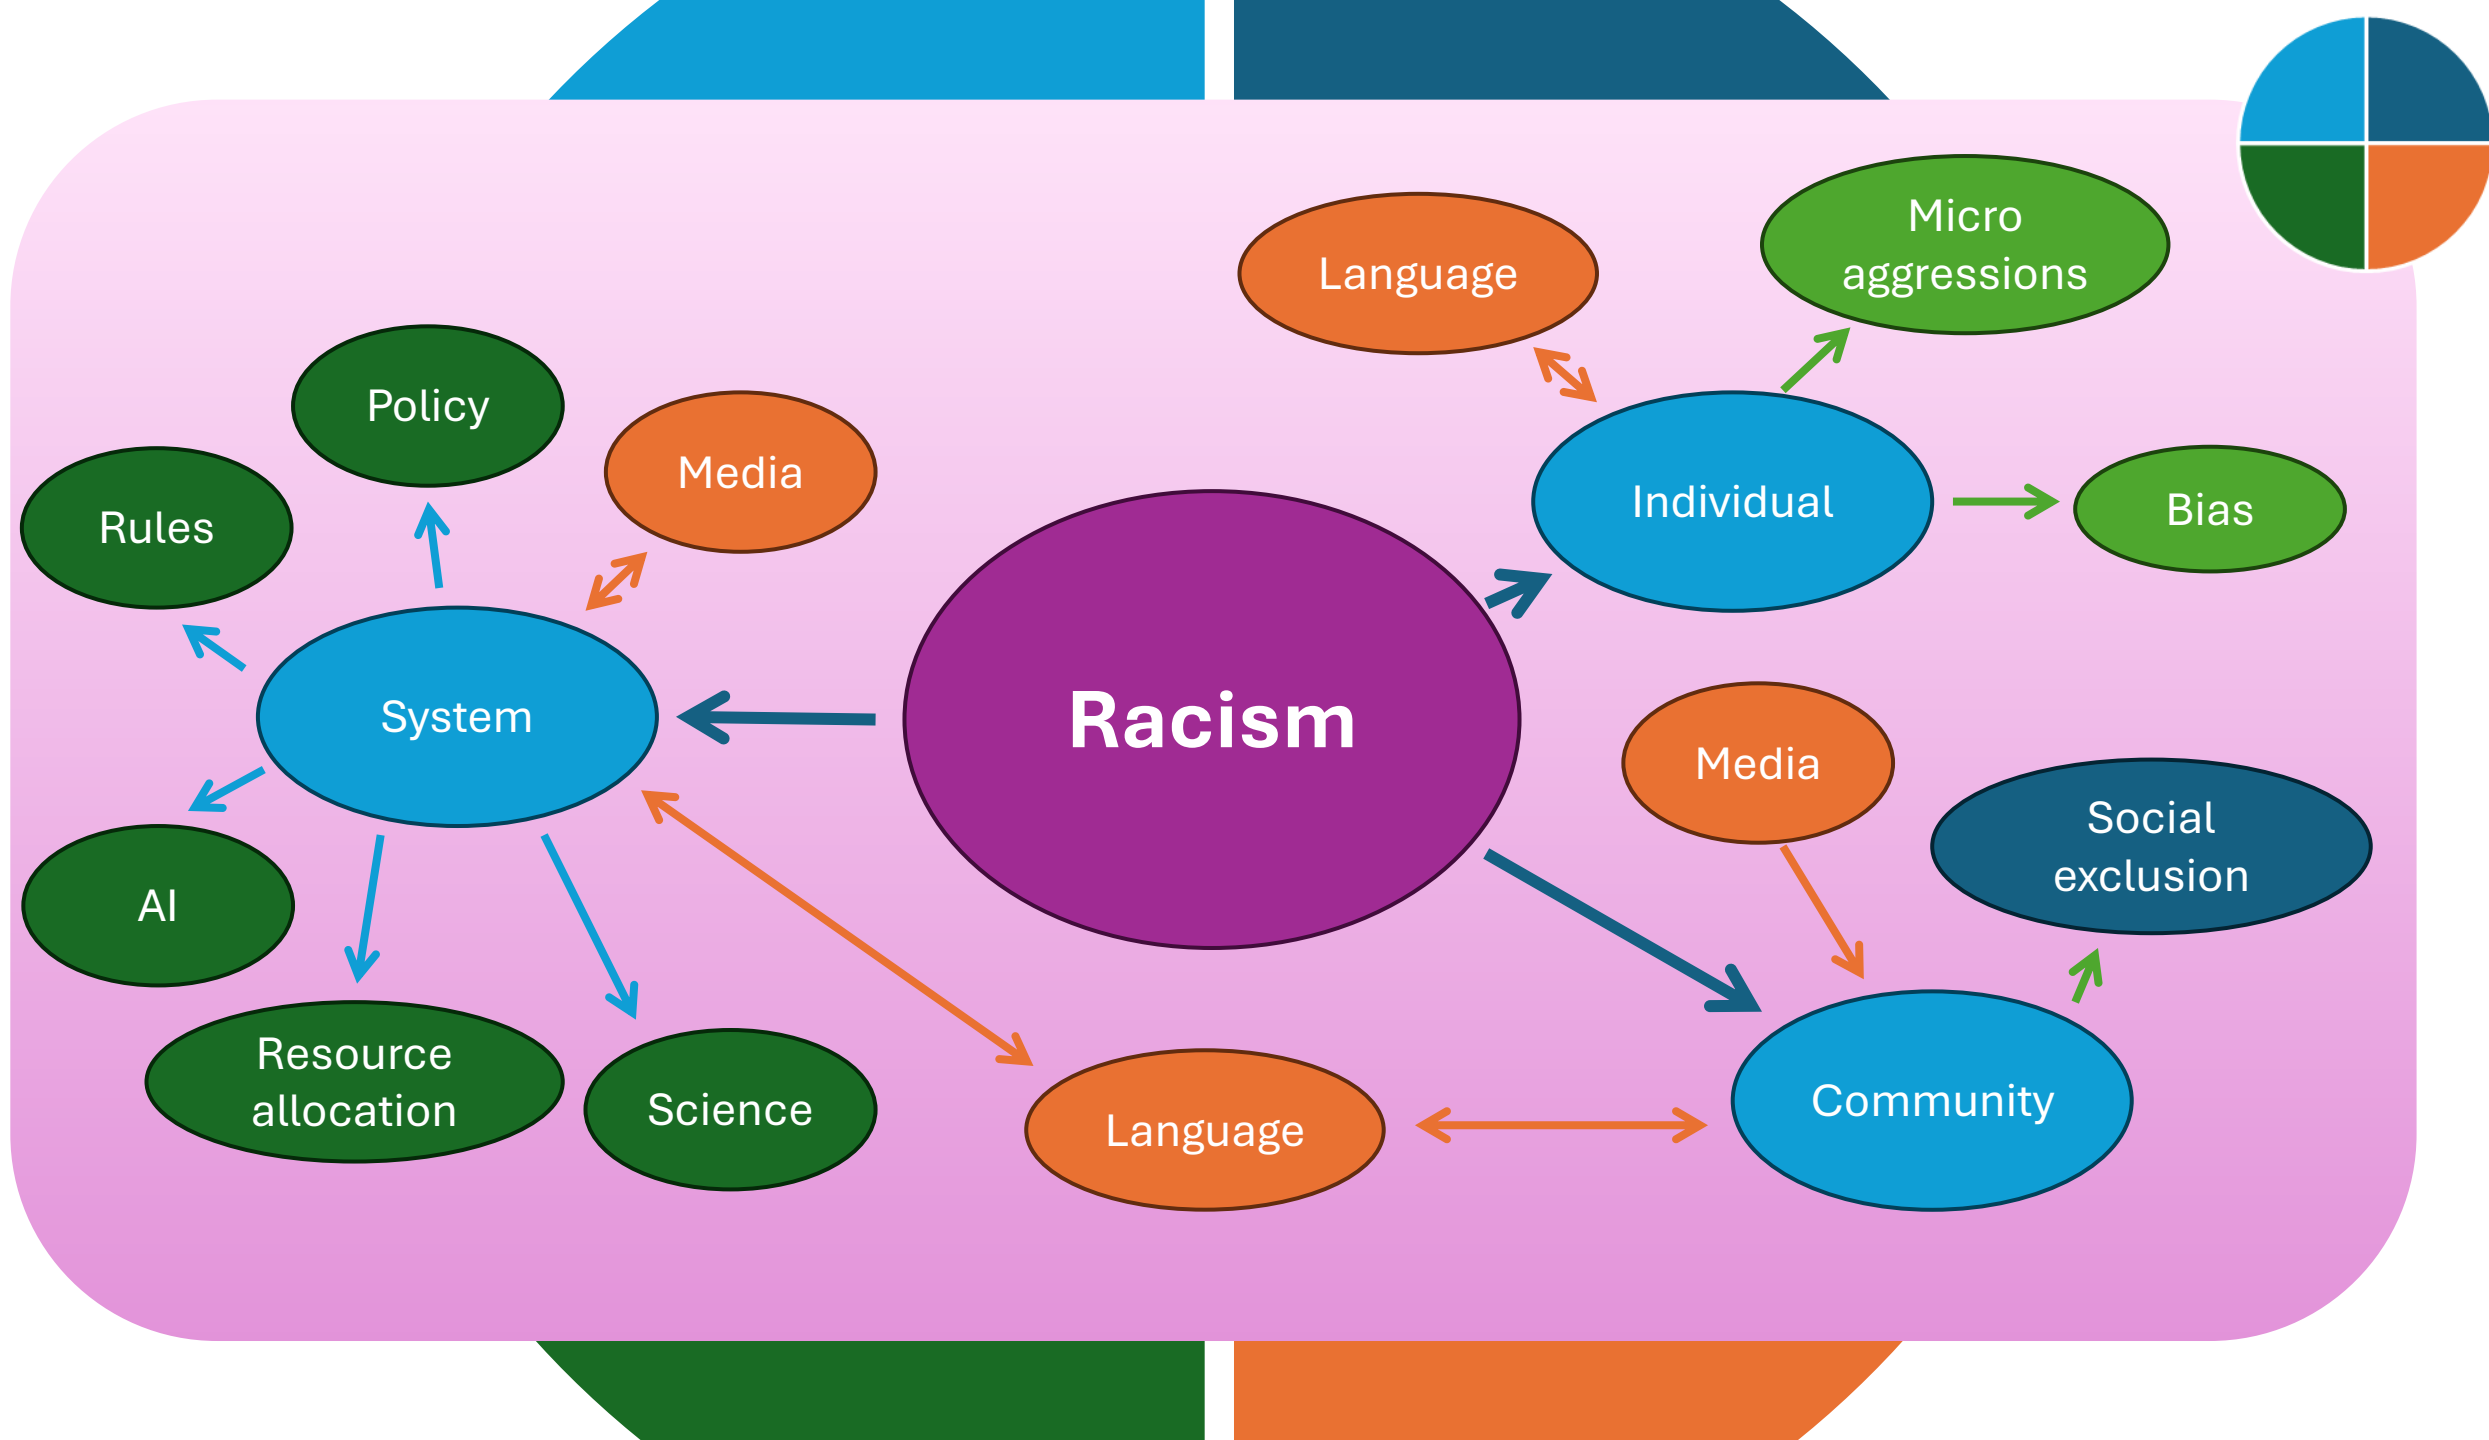 Micro
aggressions
Language
Policy
Media
Individual
Bias
Rules
System
Racism
Media
Social
exclusion
AI
Resource
allocation
Science
Language
Community